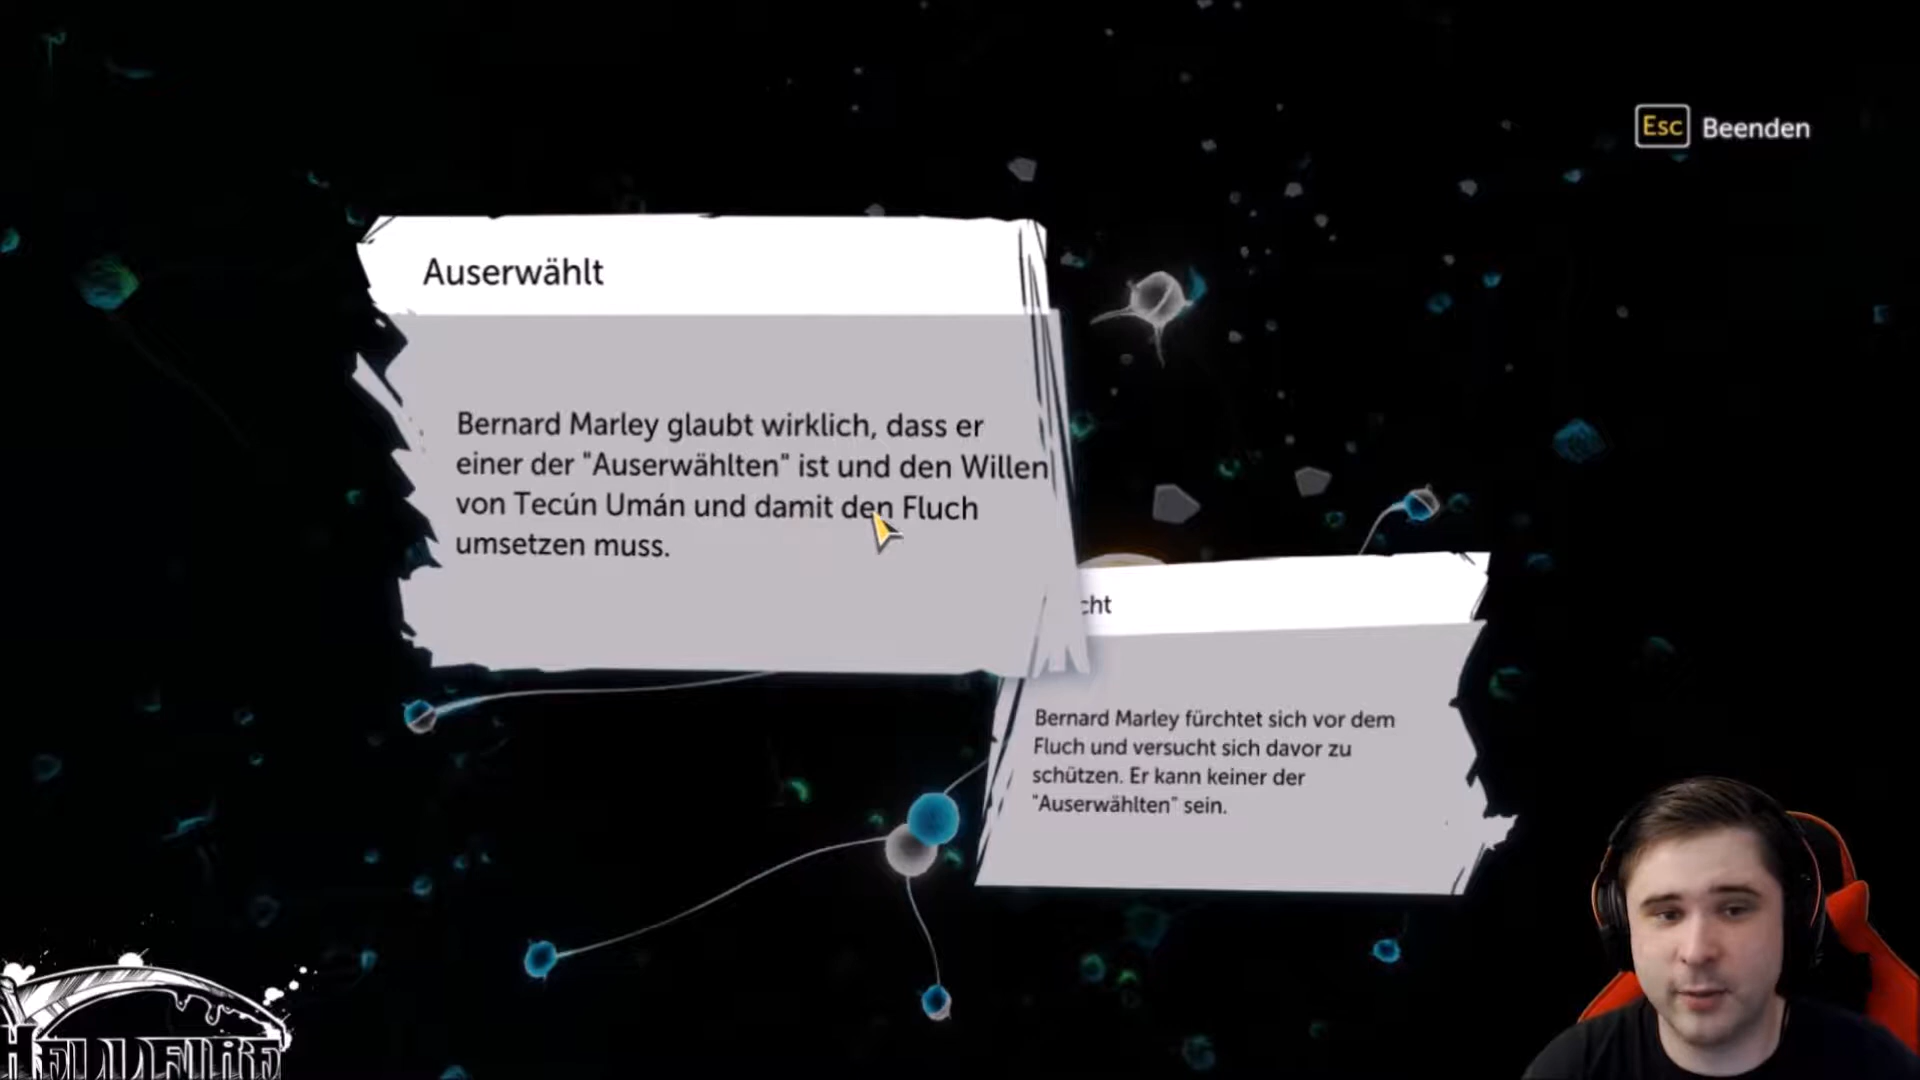 Esc Beenden
Auserwählt
Bernard Marley glaubt wirklich, dass er
einer der "Auserwählten" ist und den Willen
von Tecún Umán und damit den Fluch
umsetzen muss.
cht
Bernard Marley fürchtet sich vor dem
Fluch und versucht sich davor zu
schützen. Er kann keiner der
"Auserwählten" sein.
HELLFIRE